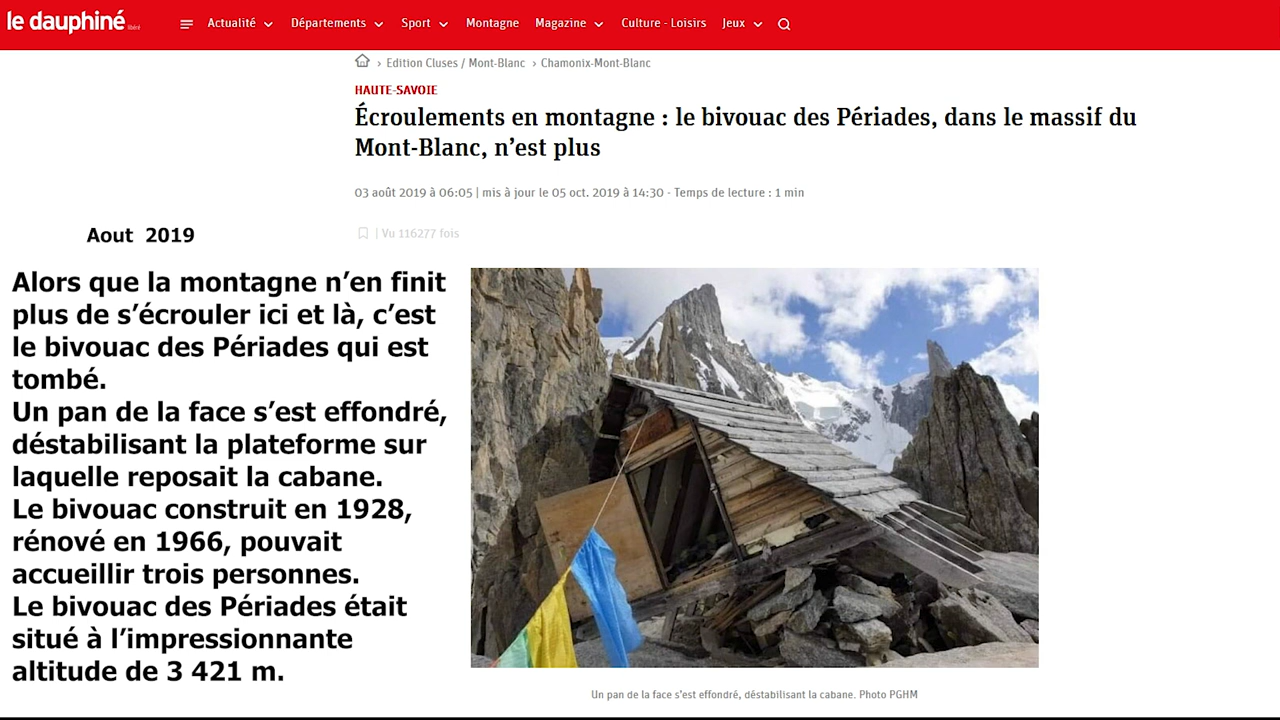 le dauphiné libéré
Actualité Départements Sport Montagne Magazine Culture - Loisirs Jeux
› Edition Cluses / Mont-Blanc › Chamonix-Mont-Blanc
HAUTE-SAVOIE
Écroulements en montagne : le bivouac des Périades, dans le massif du
Mont-Blanc, n’est plus
03 août 2019 à 06:05 | mis à jour le 05 oct. 2019 à 14:30 - Temps de lecture : 1 min
| Vu 116277 fois
Aout 2019
Alors que la montagne n’en finit
plus de s’écrouler ici et là, c’est
le bivouac des Périades qui est
tombé.
Un pan de la face s’est effondré,
déstabilisant la plateforme sur
laquelle reposait la cabane.
Le bivouac construit en 1928,
rénové en 1966, pouvait
accueillir trois personnes.
Le bivouac des Périades était
situé à l’impressionnante
altitude de 3 421 m.
Un pan de la face s’est effondré, déstabilisant la cabane. Photo PGHM